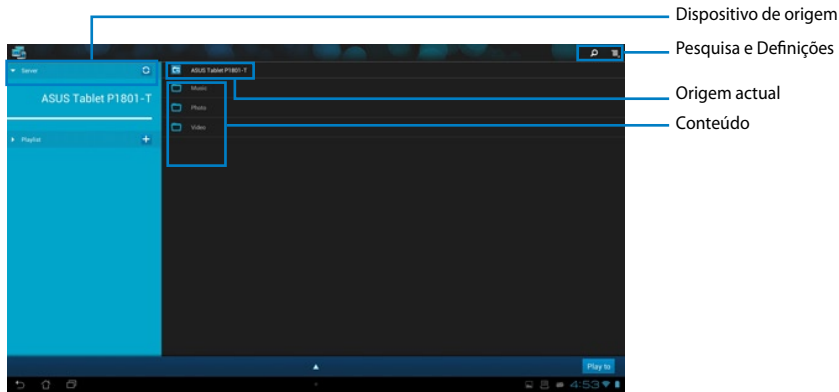 Dispositivo de origem
Pesquisa e Definições
Origem actual
Conteúdo
Server
ASUS Tablet P1801-T
Playlist
ASUS Tablet P1801-T
Music
Photo
Video
Play to
4:53